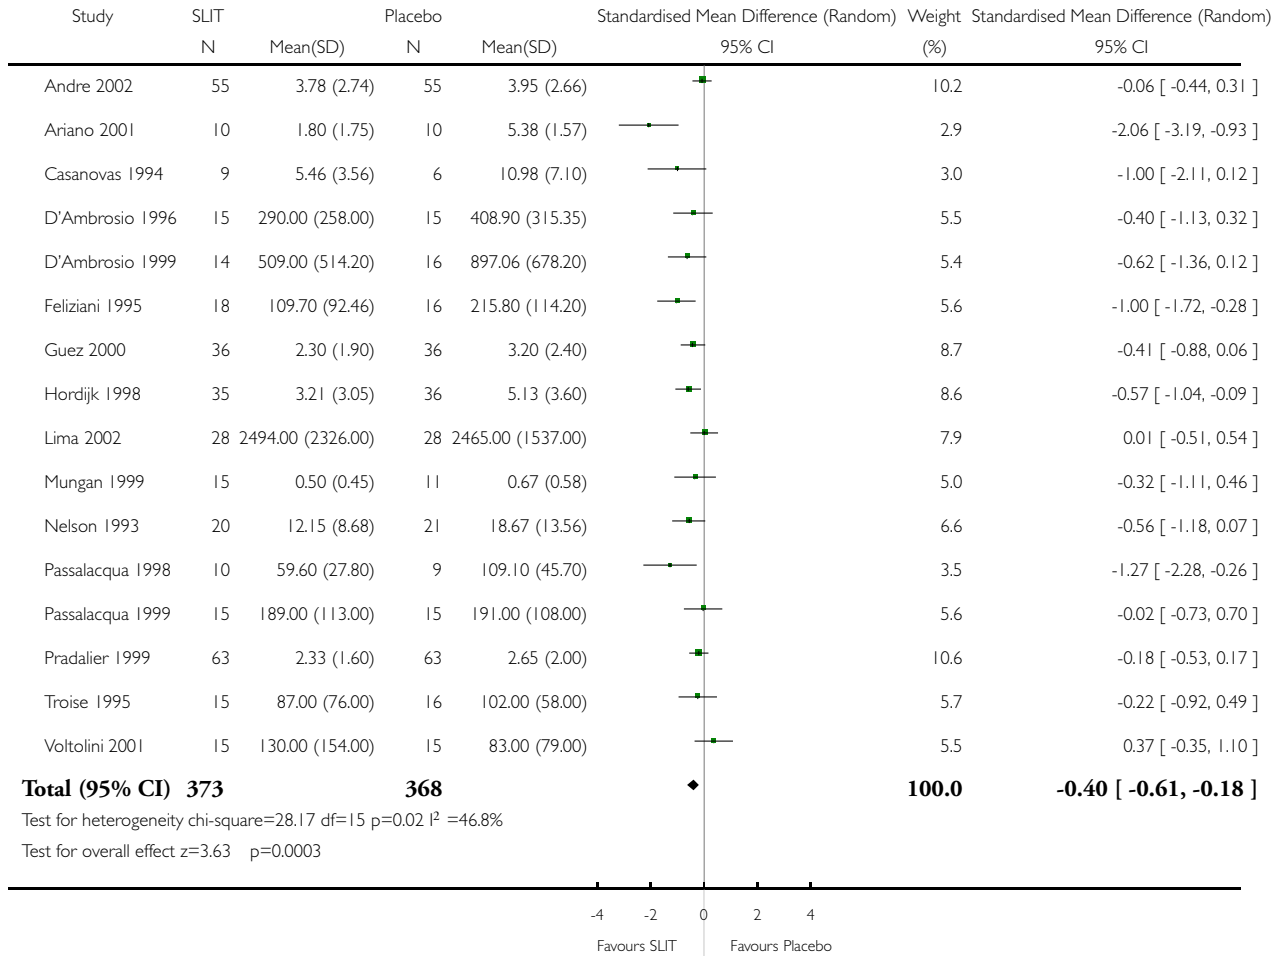 Study SLIT Placebo Standardised Mean Difference (Random) Weight Standardised Mean Difference (Random)
N Mean(SD) N Mean(SD) 95% CI (%) 95% CI
Andre 2002 55 3.78 (2.74) 55 3.95 (2.66) 10.2 -0.06 [ -0.44, 0.31 ]
Ariano 2001 10 1.80 (1.75) 10 5.38 (1.57) 2.9 -2.06 [ -3.19, -0.93 ]
Casanovas 1994 9 5.46 (3.56) 6 10.98 (7.10) 3.0 -1.00 [ -2.11, 0.12 ]
D'Ambrosio 1996 15 290.00 (258.00) 15 408.90 (315.35) 5.5 -0.40 [ -1.13, 0.32 ]
D'Ambrosio 1999 14 509.00 (514.20) 16 897.06 (678.20) 5.4 -0.62 [ -1.36, 0.12 ]
Feliziani 1995 18 109.70 (92.46) 16 215.80 (114.20) 5.6 -1.00 [ -1.72, -0.28 ]
Guez 2000 36 2.30 (1.90) 36 3.20 (2.40) 8.7 -0.41 [ -0.88, 0.06 ]
Hordijk 1998 35 3.21 (3.05) 36 5.13 (3.60) 8.6 -0.57 [ -1.04, -0.09 ]
Lima 2002 28 2494.00 (2326.00) 28 2465.00 (1537.00) 7.9 0.01 [ -0.51, 0.54 ]
Mungan 1999 15 0.50 (0.45) 11 0.67 (0.58) 5.0 -0.32 [ -1.11, 0.46 ]
Nelson 1993 20 12.15 (8.68) 21 18.67 (13.56) 6.6 -0.56 [ -1.18, 0.07 ]
Passalacqua 1998 10 59.60 (27.80) 9 109.10 (45.70) 3.5 -1.27 [ -2.28, -0.26 ]
Passalacqua 1999 15 189.00 (113.00) 15 191.00 (108.00) 5.6 -0.02 [ -0.73, 0.70 ]
Pradalier 1999 63 2.33 (1.60) 63 2.65 (2.00) 10.6 -0.18 [ -0.53, 0.17 ]
Troise 1995 15 87.00 (76.00) 16 102.00 (58.00) 5.7 -0.22 [ -0.92, 0.49 ]
Voltolini 2001 15 130.00 (154.00) 15 83.00 (79.00) 5.5 0.37 [ -0.35, 1.10 ]
Total (95% CI) 373 368 100.0 -0.40 [ -0.61, -0.18 ]
Test for heterogeneity chi-square=28.17 df=15 p=0.02 I² =46.8%
Test for overall effect z=3.63 p=0.0003
-4 -2 0 2 4
Favours SLIT Favours Placebo